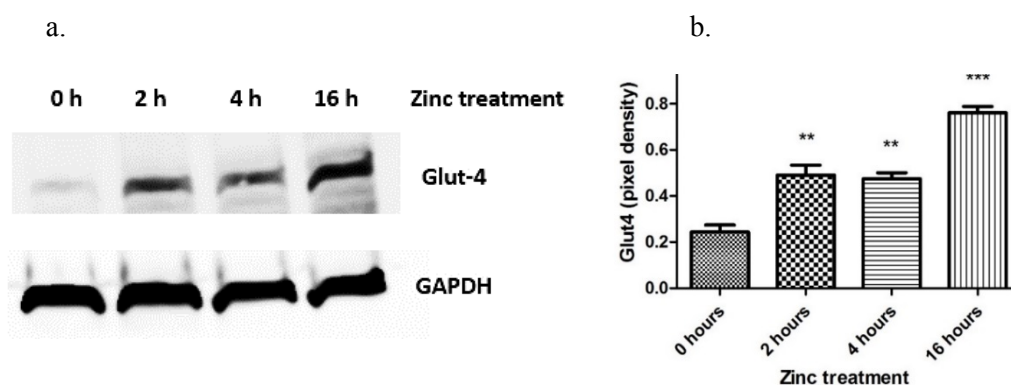 a.
0 h 2 h 4 h 16 h Zinc treatment
Glut-4
GAPDH
b.
Glut4 (pixel density)
0.8
0.6
0.4
0.2
0.0
***
**
**
0 hours
2 hours
4 hours
16 hours
Zinc treatment